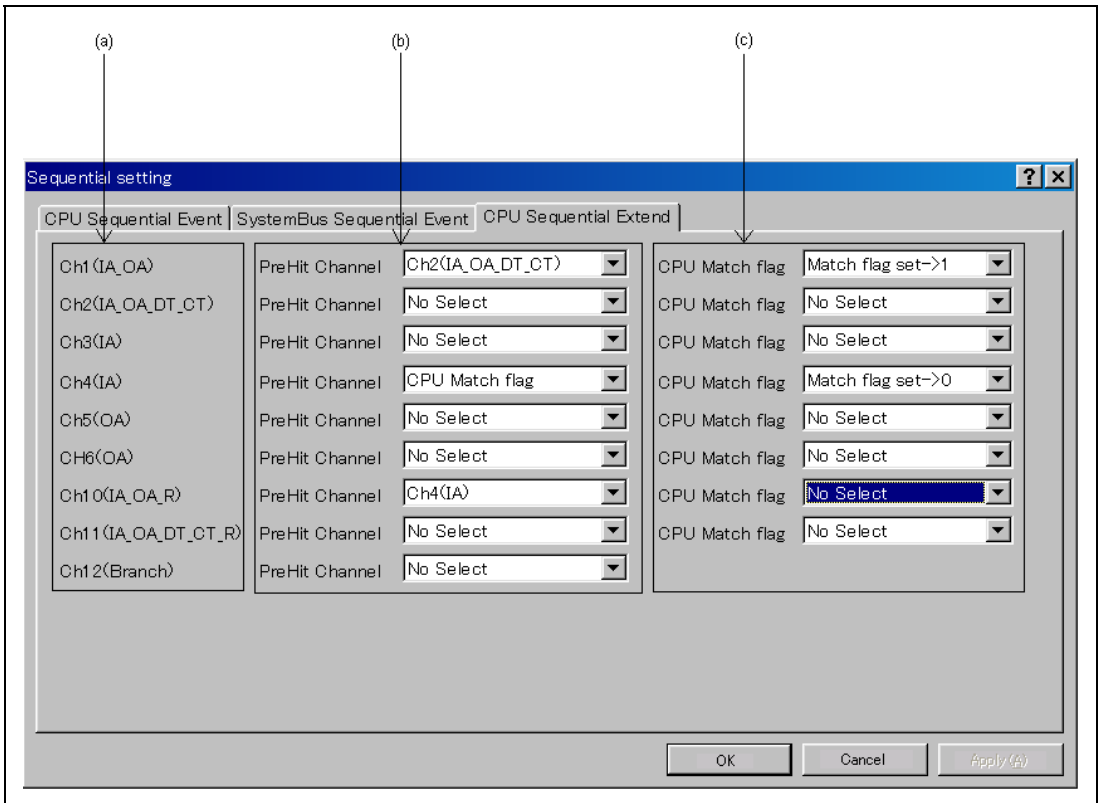 (a) (b) (c)
Sequential setting
CPU Sequential Event SystemBus Sequential Event CPU Sequential Extend
Ch1(IA_OA) PreHit Channel Ch2(IA_OA_DT_CT) CPU Match flag Match flag set->1
Ch2(IA_OA_DT_CT) PreHit Channel No Select CPU Match flag No Select
Ch3(IA) PreHit Channel No Select CPU Match flag No Select
Ch4(IA) PreHit Channel CPU Match flag CPU Match flag Match flag set->0
Ch5(OA) PreHit Channel No Select CPU Match flag No Select
CH6(OA) PreHit Channel No Select CPU Match flag No Select
Ch10(IA_OA_R) PreHit Channel Ch4(IA) CPU Match flag No Select
Ch11(IA_OA_DT_CT_R) PreHit Channel No Select CPU Match flag No Select
Ch12(Branch) PreHit Channel No Select
OK Cancel Apply(A)